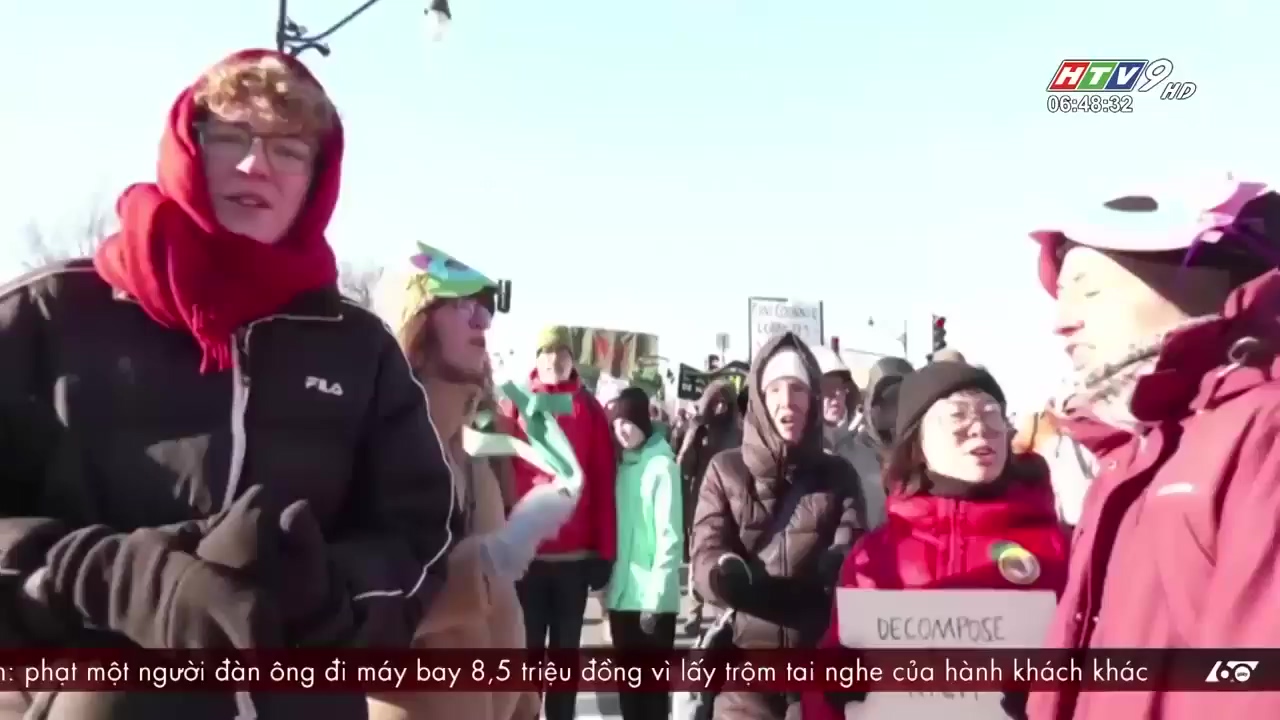 HTV9 HD
06:48:32
FILA
DECOMPOSE
: phạt một người đàn ông đi máy bay 8,5 triệu đồng vì lấy trộm tai nghe của hành khách khác